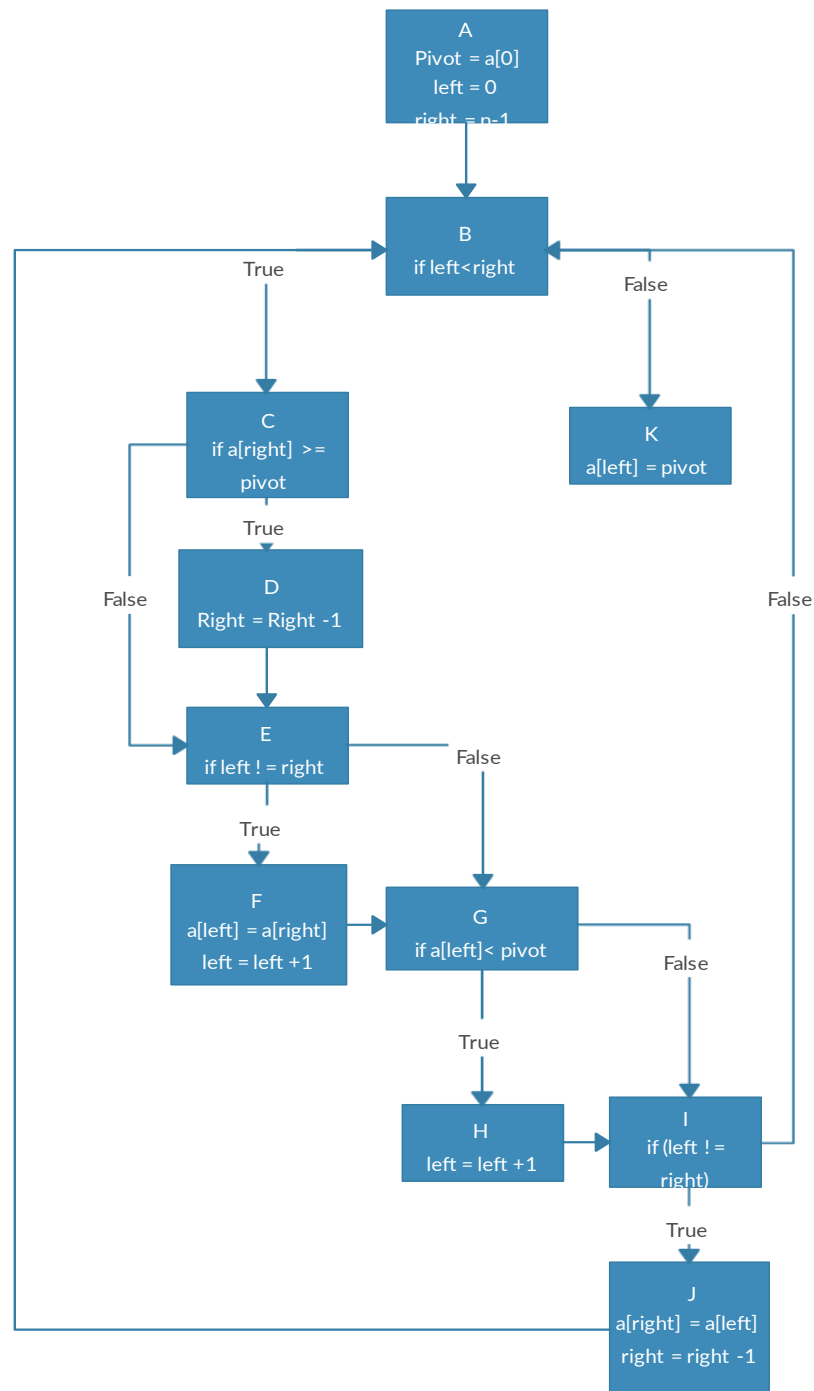 A
Pivot = a[0]
left = 0
right = n-1
B
if left<right
True
False
C
if a[right] >=
pivot
K
a[left] = pivot
True
D
Right = Right -1
False
False
E
if left ! = right
False
True
F
a[left] = a[right]
left = left +1
G
if a[left]< pivot
False
True
H
left = left +1
I
if (left ! =
right)
True
J
a[right] = a[left]
right = right -1